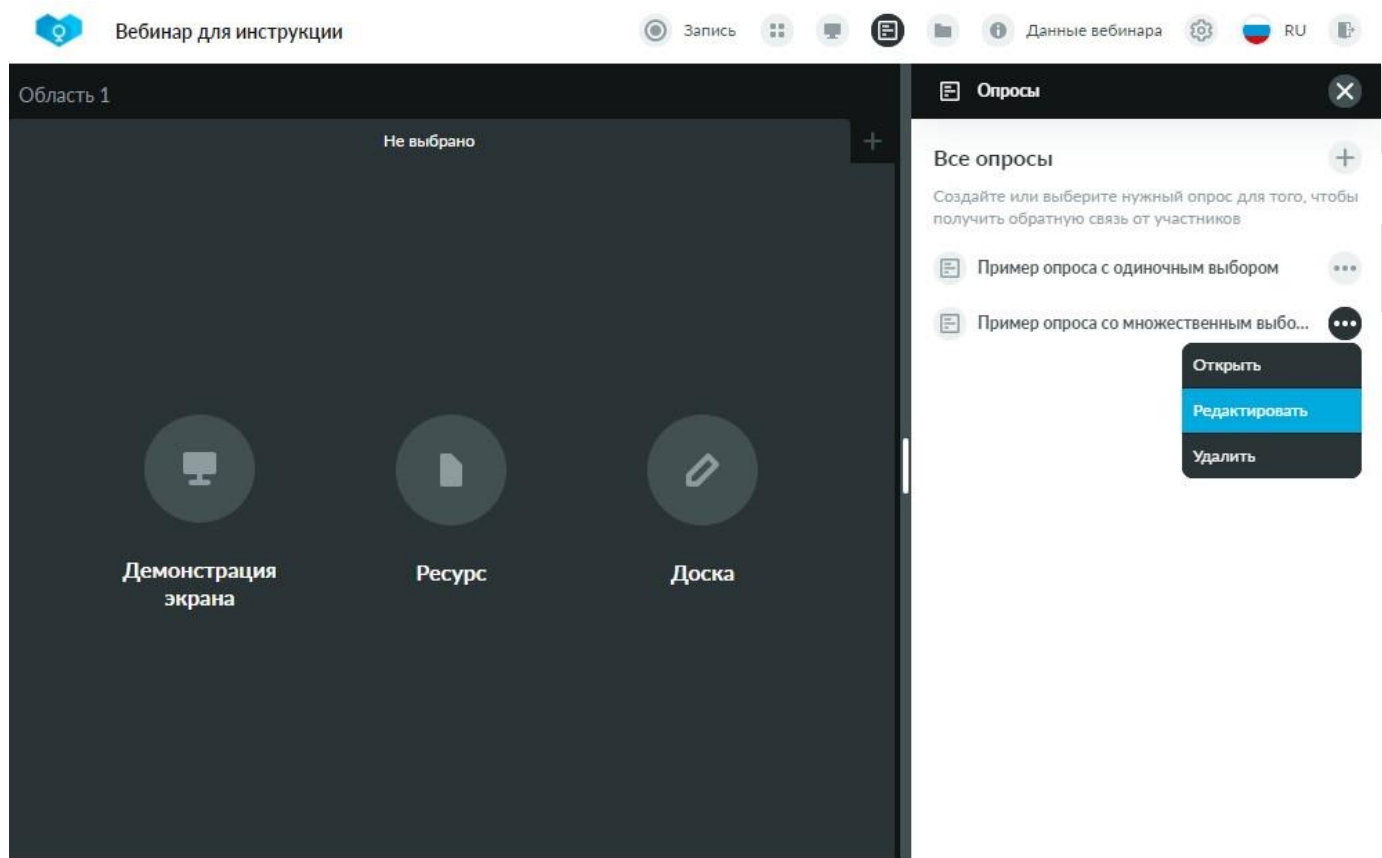 Вебинар для инструкции
Запись
Данные вебинара
RU
Область 1
Не выбрано
Демонстрация
экрана
Ресурс
Доска
Опросы
Все опросы
Создайте или выберите нужный опрос для того, чтобы
получить обратную связь от участников
Пример опроса с одиночным выбором
Пример опроса со множественным выбо...
Открыть
Редактировать
Удалить